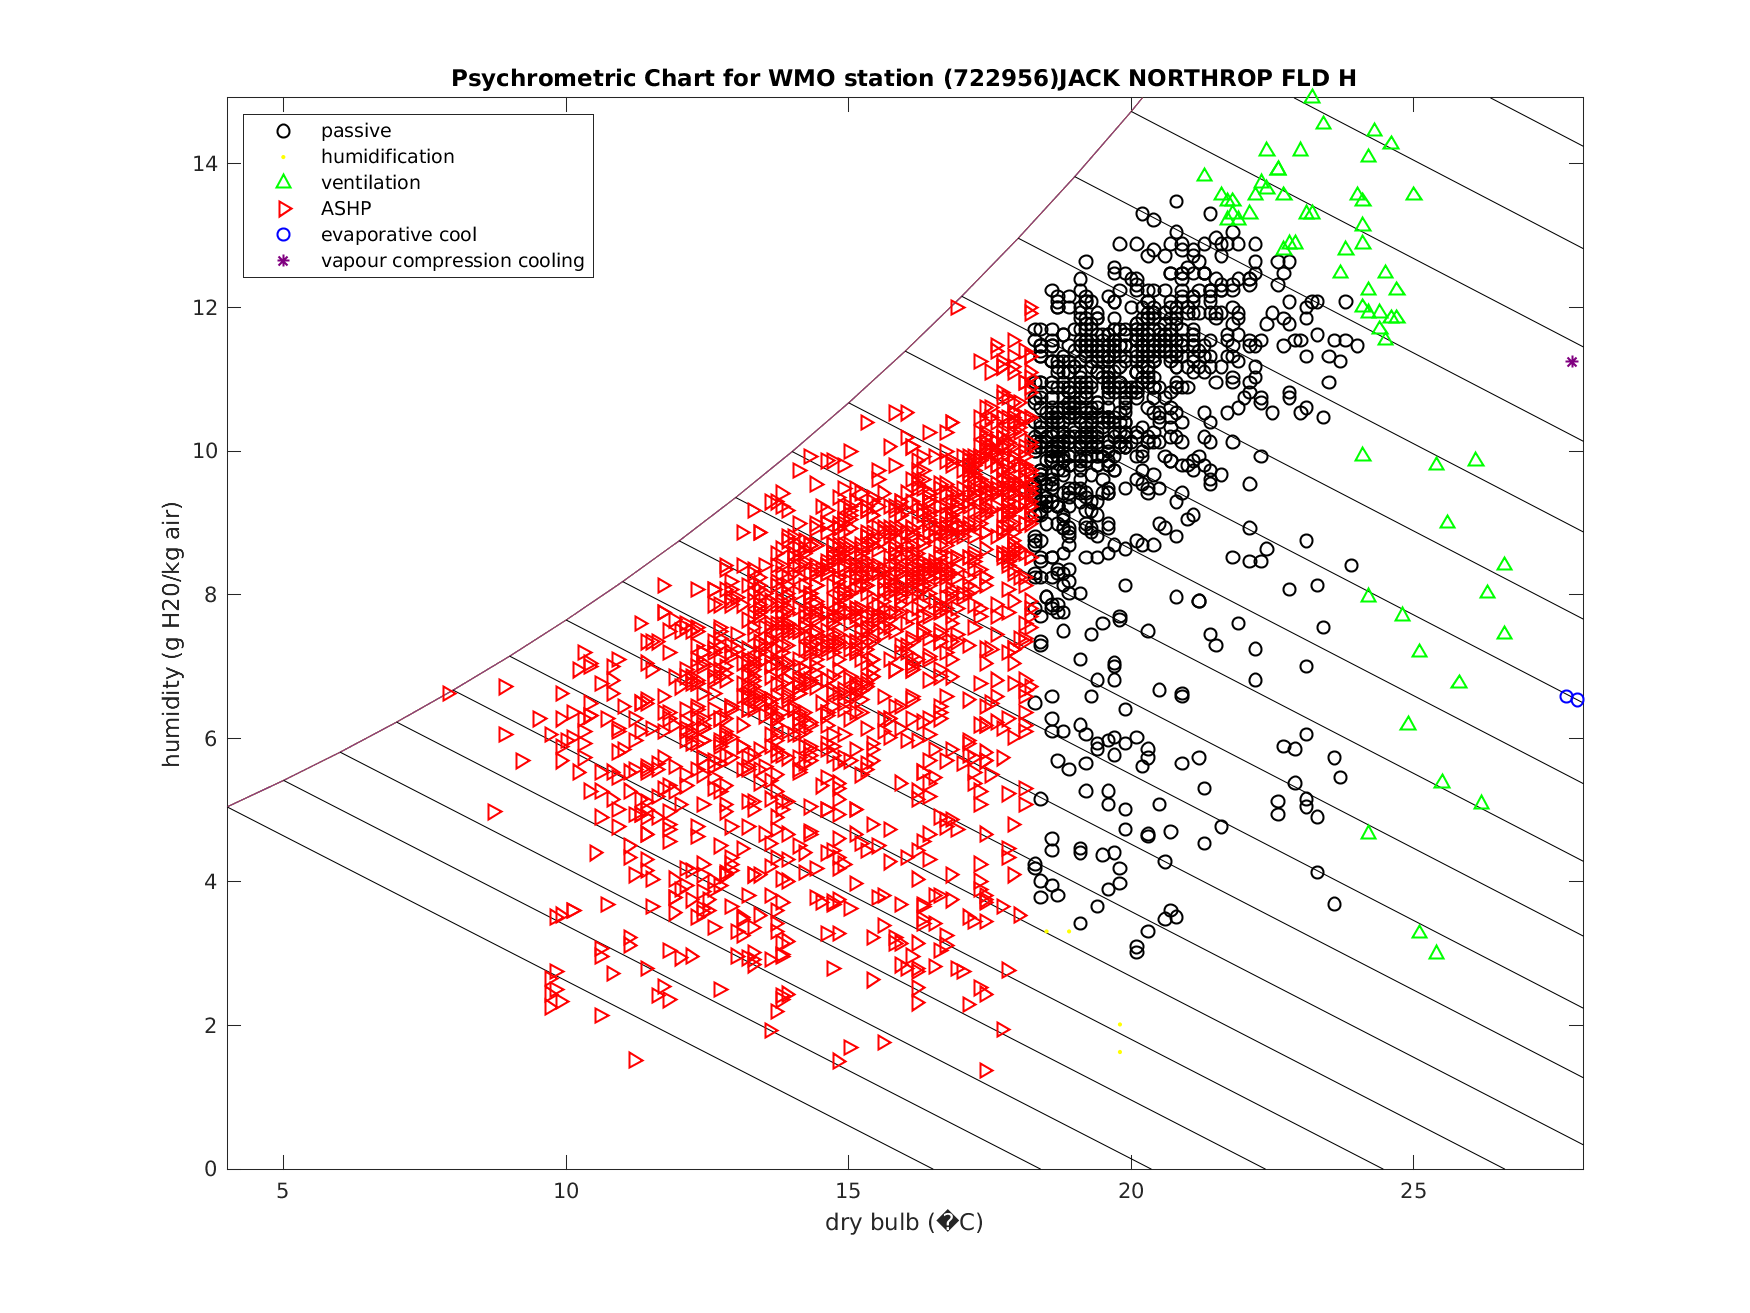 Psychrometric Chart for WMO station (722956)JACK NORTHROP FLD H
passive
humidification
ventilation
ASHP
evaporative cool
vapour compression cooling
humidity (g H20/kg air)
14
12
10
8
6
4
2
0
5 10 15 20 25
dry bulb (�C)